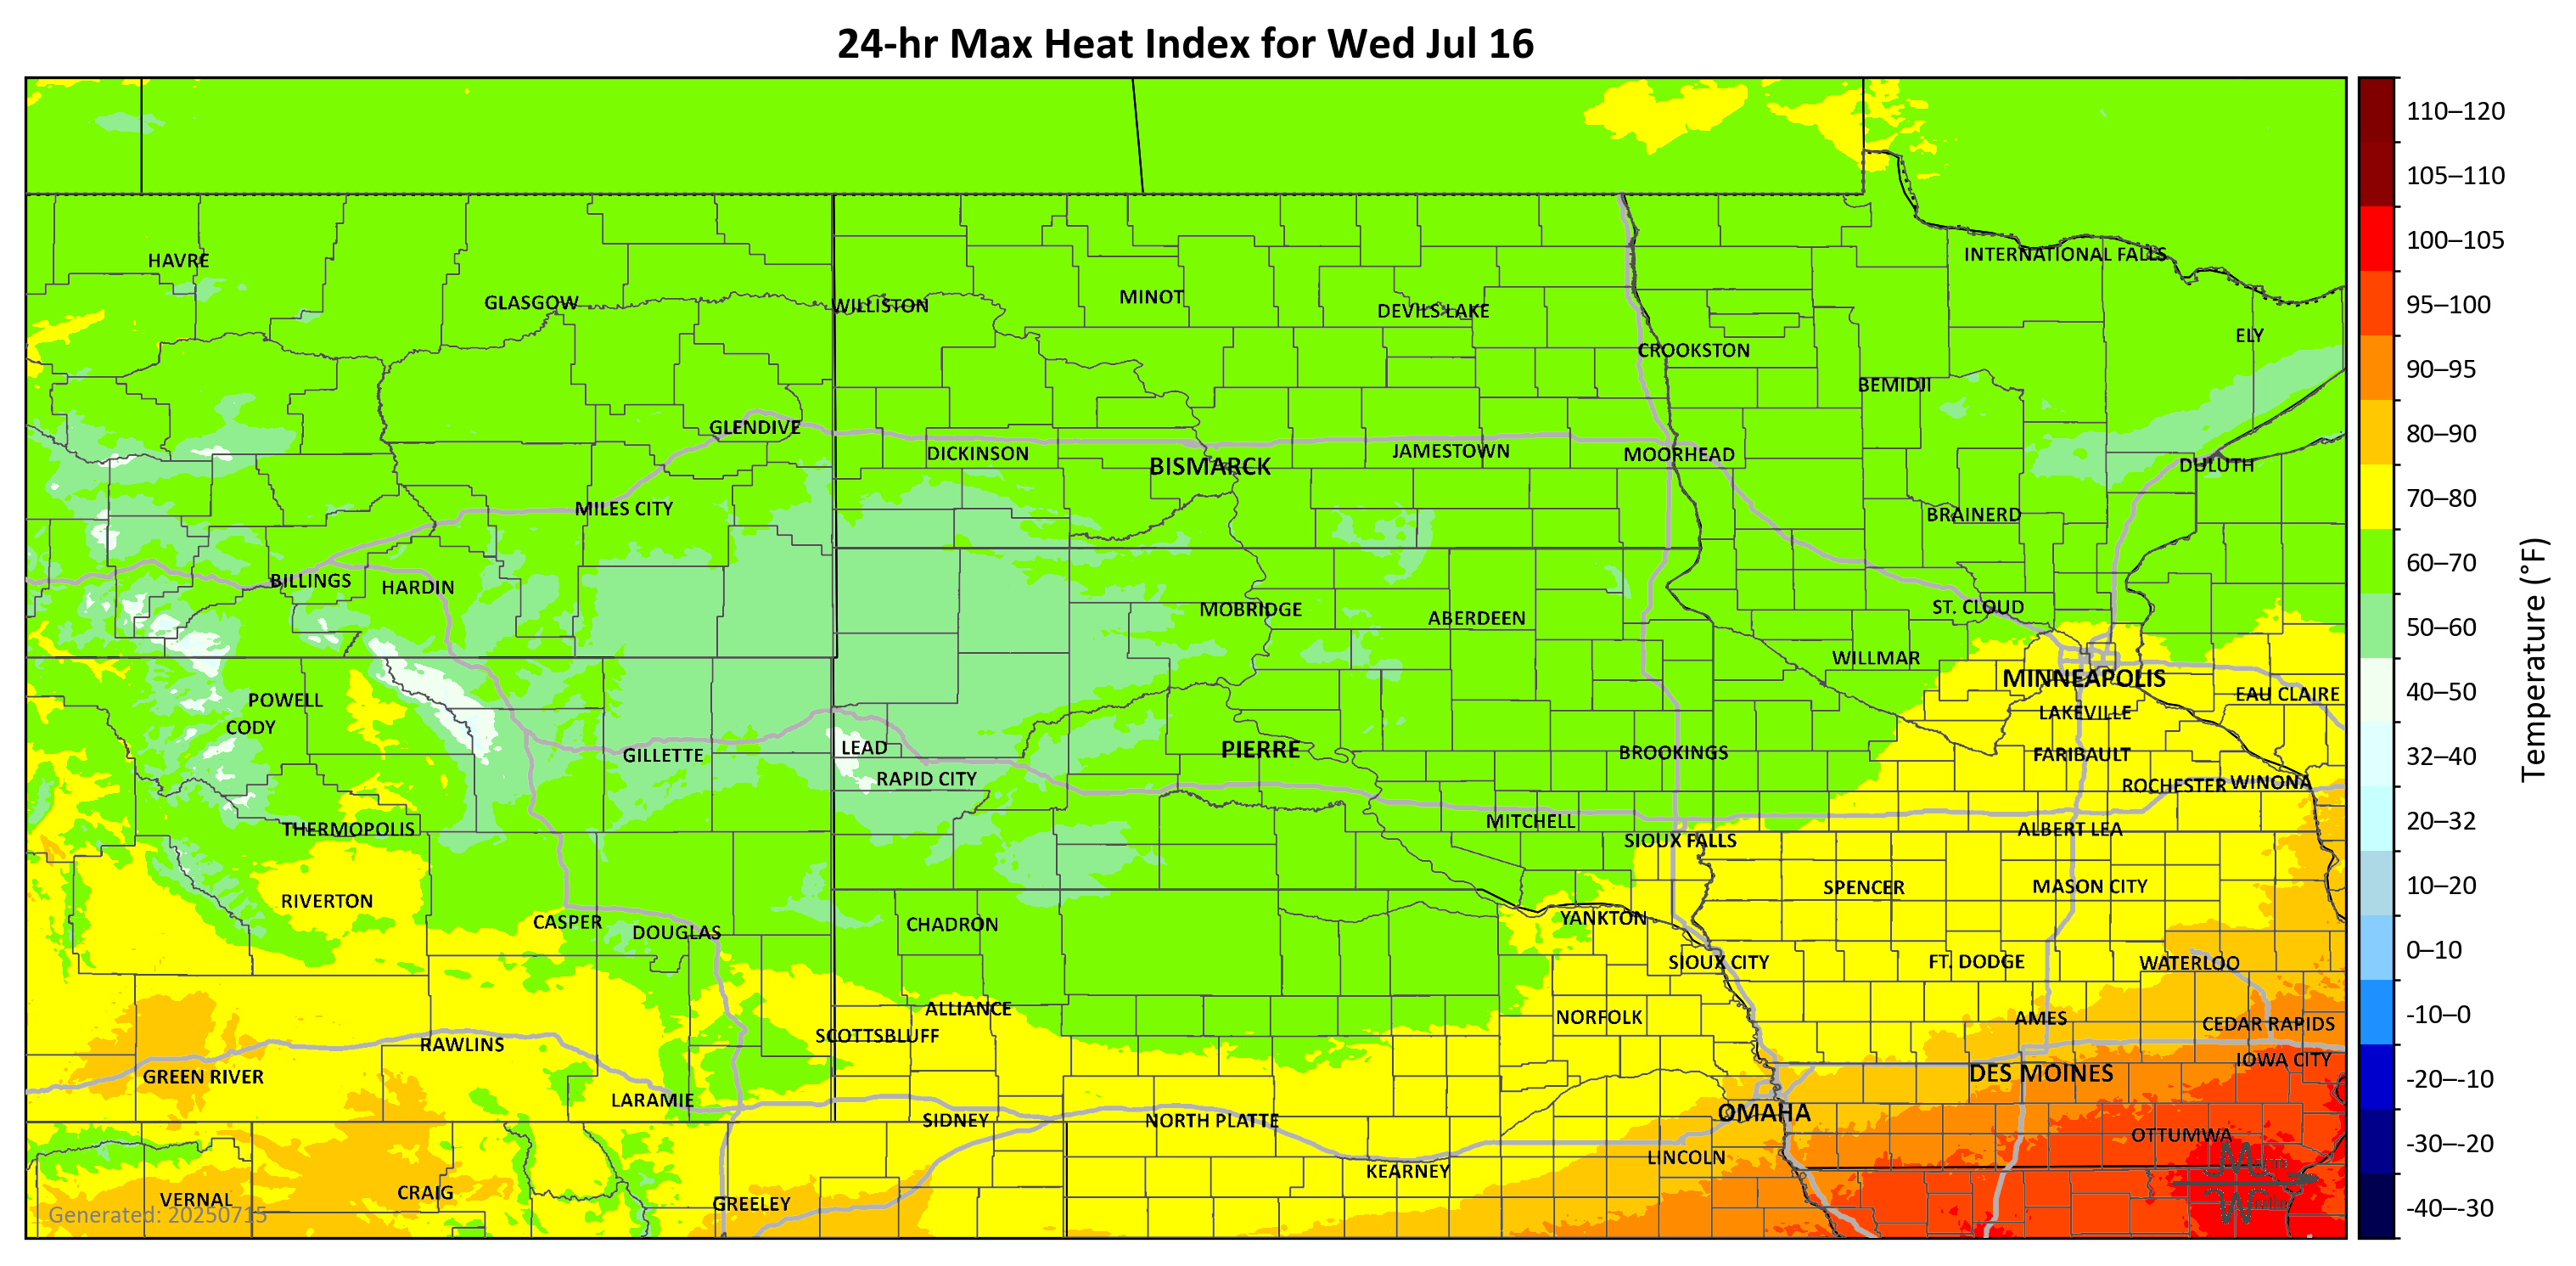 24-hr Max Heat Index for Wed Jul 16
HAVRE
INTERNATIONAL FALLS
GLASGOW
WILLISTON
MINOT
DEVILS LAKE
ELY
CROOKSTON
BEMIDJI
GLENDIVE
DICKINSON
BISMARCK
JAMESTOWN
MOORHEAD
DULUTH
MILES CITY
BRAINERD
BILLINGS
HARDIN
MOBRIDGE
ABERDEEN
ST. CLOUD
WILLMAR
MINNEAPOLIS
POWELL
EAU CLAIRE
CODY
LAKEVILLE
GILLETTE
LEAD
PIERRE
BROOKINGS
FARIBAULT
RAPID CITY
ROCHESTER
WINONA
THERMOPOLIS
MITCHELL
ALBERT LEA
SIOUX FALLS
RIVERTON
SPENCER
MASON CITY
CASPER
DOUGLAS
CHADRON
YANKTON
SIOUX CITY
FT. DODGE
WATERLOO
ALLIANCE
NORFOLK
AMES
CEDAR RAPIDS
SCOTTSBLUFF
RAWLINS
IOWA CITY
GREEN RIVER
DES MOINES
LARAMIE
SIDNEY
NORTH PLATTE
OMAHA
OTTUMWA
KEARNEY
LINCOLN
VERNAL
CRAIG
GREELEY
Generated: 20250715
110–120
105–110
100–105
95–100
90–95
80–90
70–80
60–70
50–60
40–50
32–40
20–32
10–20
0–10
-10–0
-20–-10
-30–-20
-40–-30
Temperature (°F)